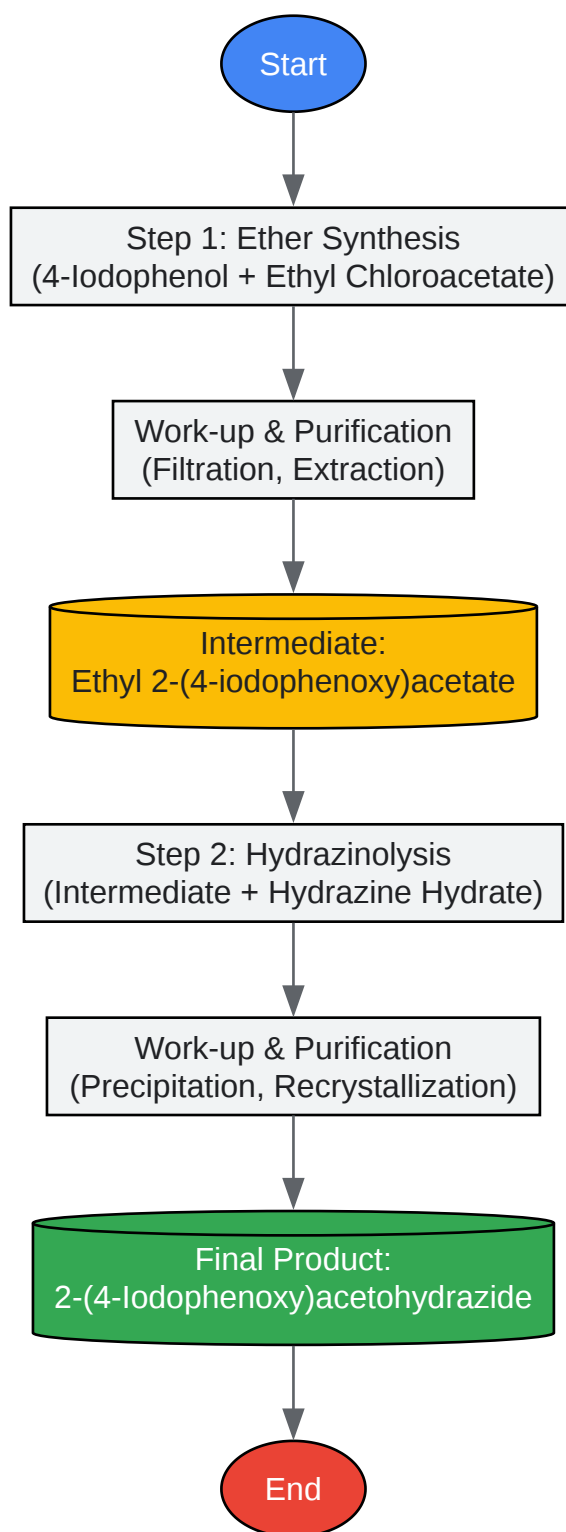 Start
Step 1: Ether Synthesis
(4-Iodophenol + Ethyl Chloroacetate)
Work-up & Purification
(Filtration, Extraction)
Intermediate:
Ethyl 2-(4-iodophenoxy)acetate
Step 2: Hydrazinolysis
(Intermediate + Hydrazine Hydrate)
Work-up & Purification
(Precipitation, Recrystallization)
Final Product:
2-(4-Iodophenoxy)acetohydrazide
End